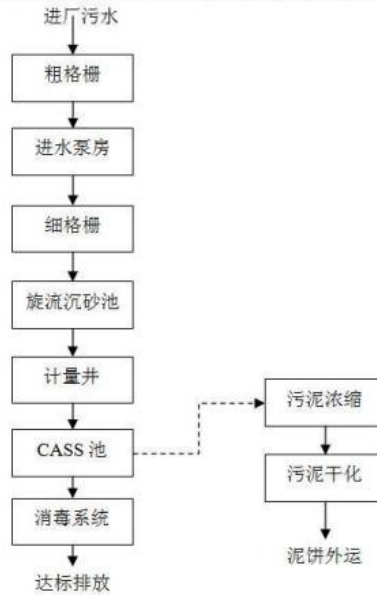 进厂污水
粗格栅
进水泵房
细格栅
旋流沉砂池
计量井
CASS 池
消毒系统
达标排放
污泥浓缩
污泥干化
泥饼外运